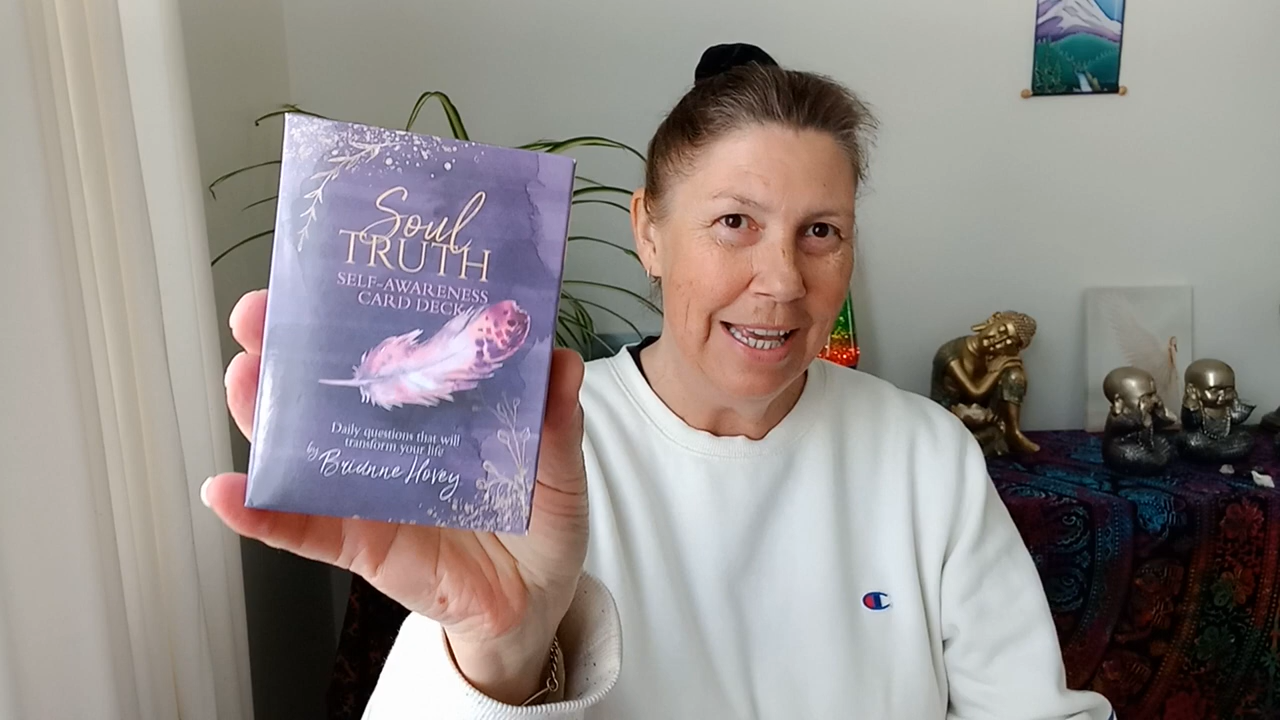 Soul
TRUTH
SELF-AWARENESS
CARD DECK
Daily questions that will
transform your life
by Brianne Hovey